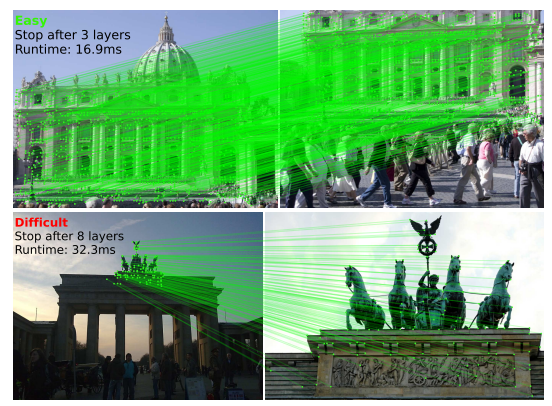 Easy
Stop after 3 layers
Runtime: 16.9ms
Difficult
Stop after 8 layers
Runtime: 32.3ms